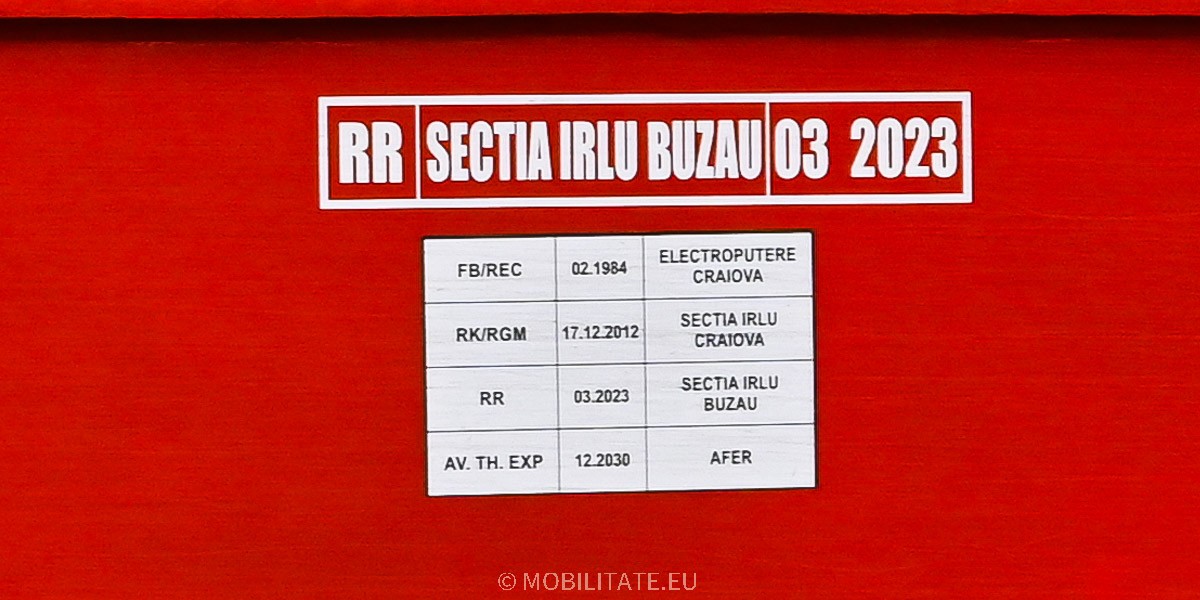 RR SECTIA IRLU BUZAU 03 2023
FB/REC 02.1984 ELECTROPUTERE
CRAIOVA
RK/RGM 17.12.2012 SECTIA IRLU
CRAIOVA
RR 03.2023 SECTIA IRLU
BUZAU
AV. TH. EXP 12.2030 AFER
© MOBILITATE.EU